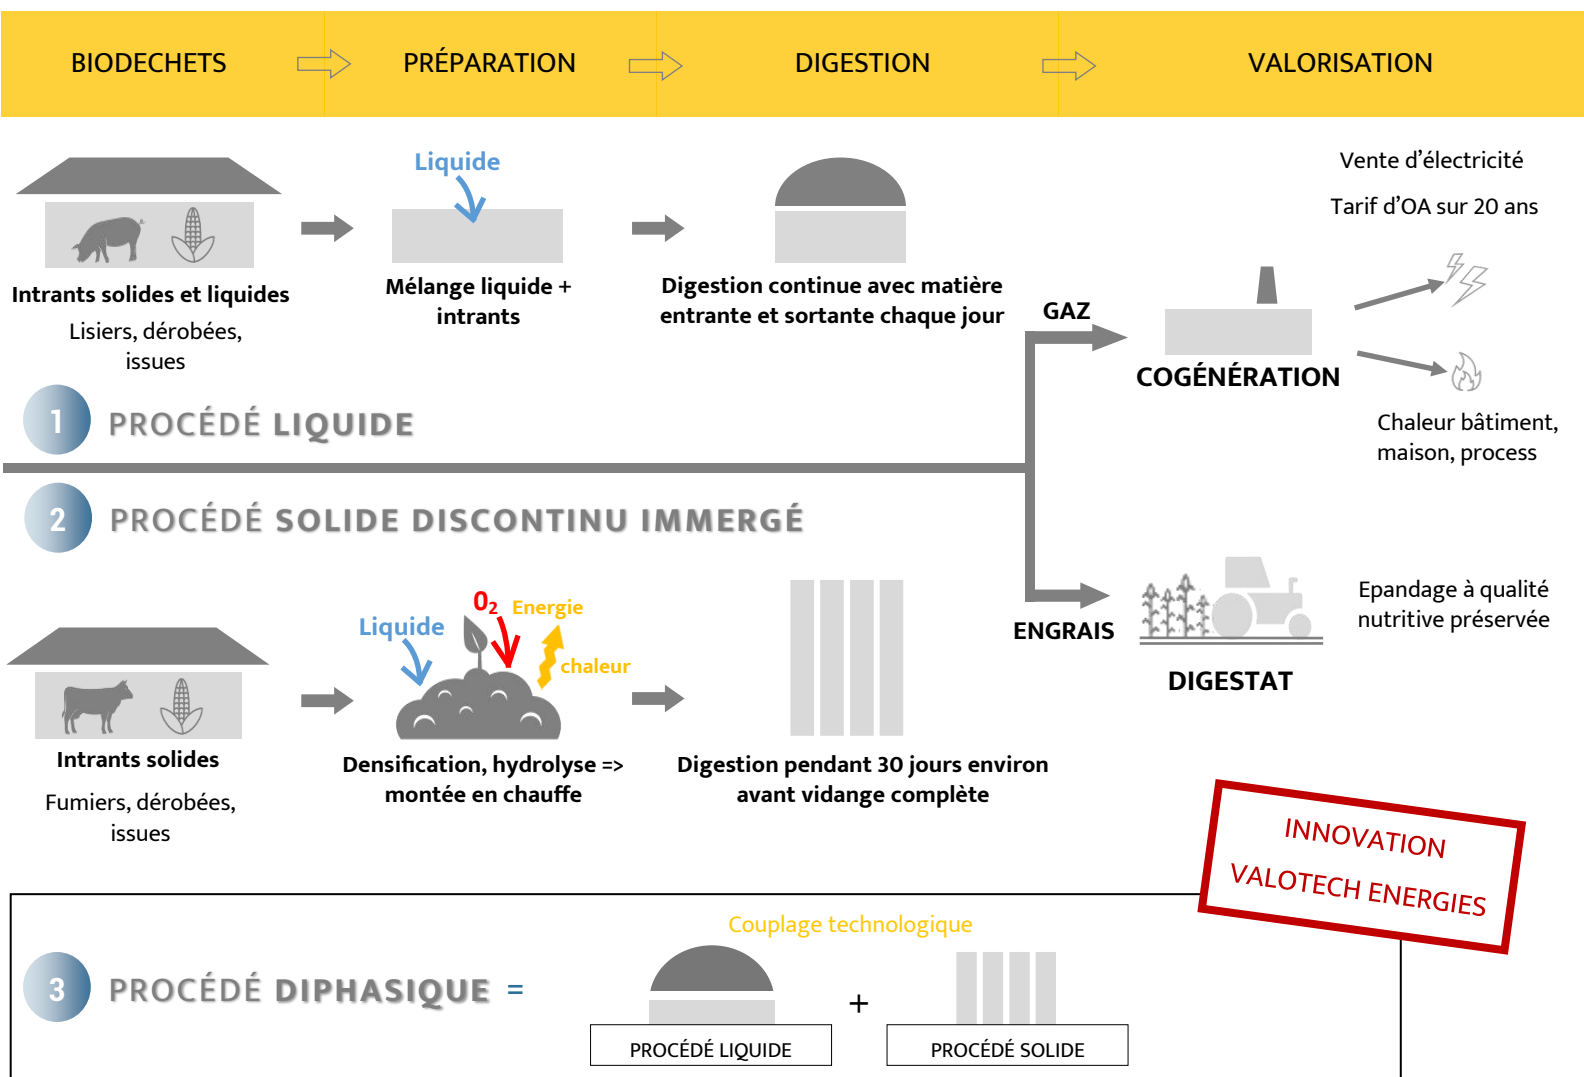 BIODECHETS
PRÉPARATION
DIGESTION
VALORISATION
Liquide
Intrants solides et liquides
Lisiers, dérobées,
issues
Mélange liquide +
intrants
Digestion continue avec matière
entrante et sortante chaque jour
GAZ
Vente d'électricité
Tarif d'OA sur 20 ans
COGÉNÉRATION
Chaleur bâtiment,
maison, process
1 PROCÉDÉ LIQUIDE
2 PROCÉDÉ SOLIDE DISCONTINU IMMERGÉ
Liquide
0₂
Energie
chaleur
Intrants solides
Fumiers, dérobées,
issues
Densification, hydrolyse =>
montée en chauffe
Digestion pendant 30 jours environ
avant vidange complète
ENGRAIS
DIGESTAT
Epandage à qualité
nutritive préservée
INNOVATION
VALOTECH ENERGIES
Couplage technologique
3 PROCÉDÉ DIPHASIQUE =
+
PROCÉDÉ LIQUIDE
PROCÉDÉ SOLIDE